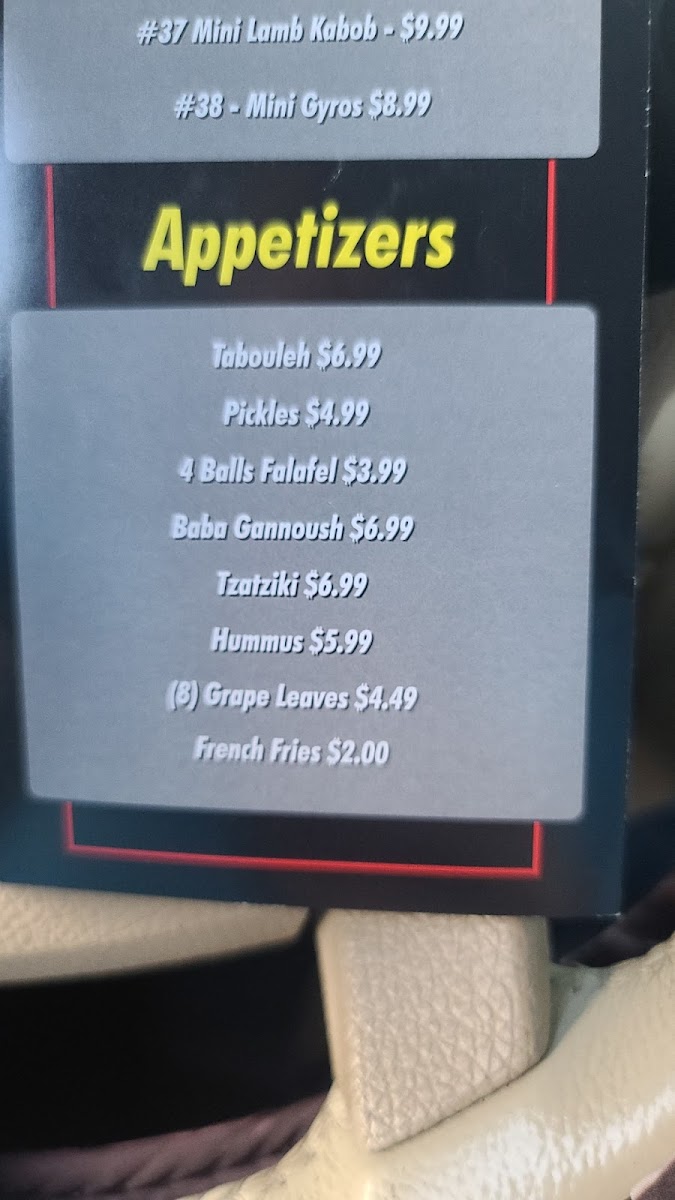 #37 Mini Lamb Kabob - $9.99
#38 - Mini Gyros $8.99
Appetizers
Tabouleh $6.99
Pickles $4.99
4 Balls Falafel $3.99
Baba Gannoush $6.99
Tzatziki $6.99
Hummus $5.99
(8) Grape Leaves $4.49
French Fries $2.00